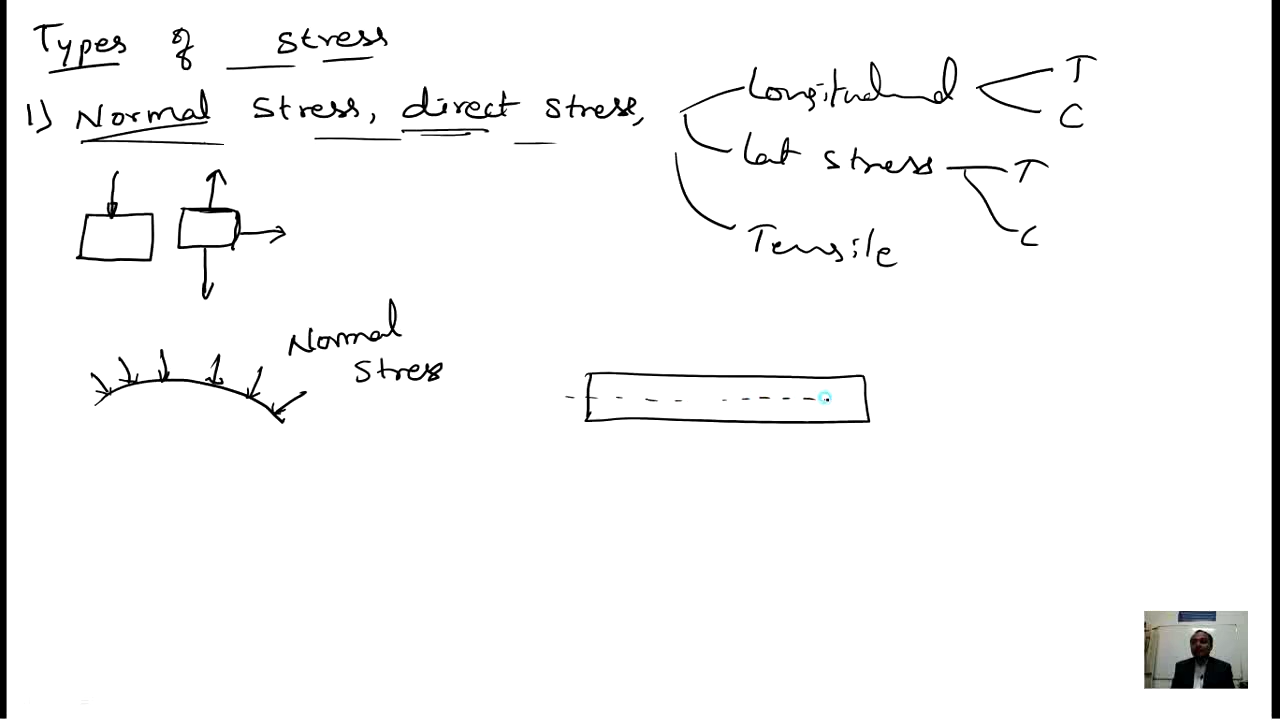 Types of stress
1) Normal stress, direct stress,
Longitudinal
T
C
Lat stress
T
C
Tensile
Normal
Stress